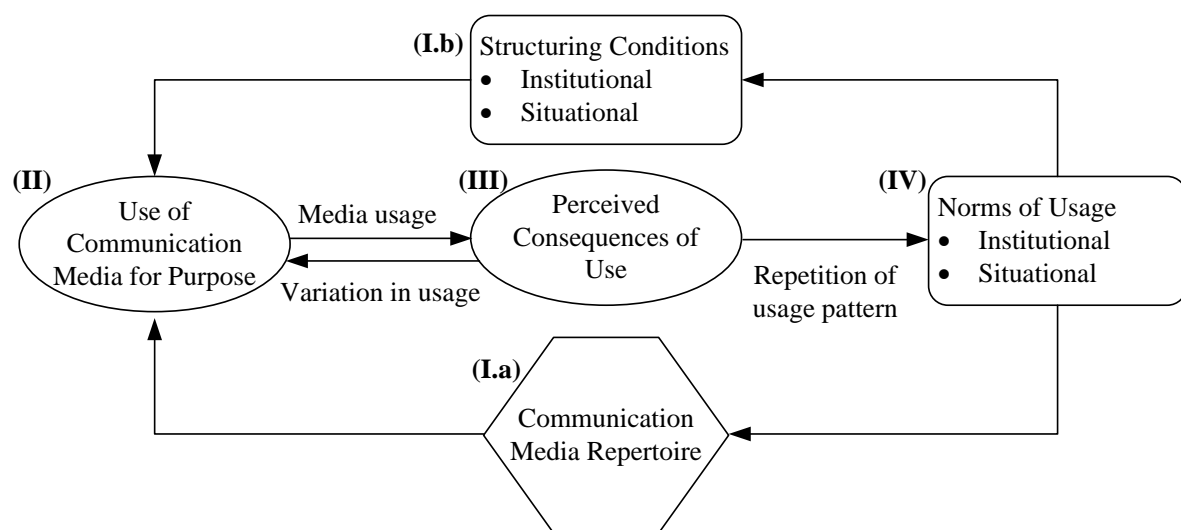 (I.b)
Structuring Conditions
• Institutional
• Situational
(II)
Use of
Communication
Media for Purpose
Media usage
Variation in usage
(III)
Perceived
Consequences of
Use
Repetition of
usage pattern
(IV)
Norms of Usage
• Institutional
• Situational
(I.a)
Communication
Media Repertoire